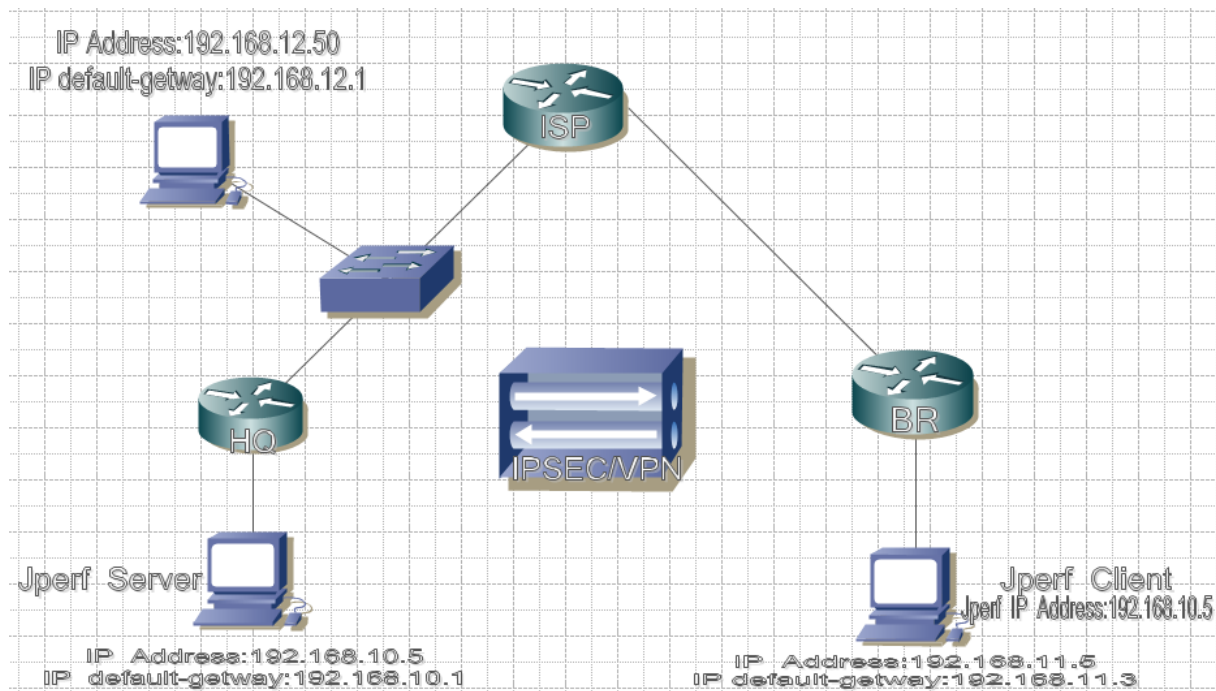 IP Address:192.168.12.50
IP default-getway:192.168.12.1
ISP
HQ
IPSEC/VPN
BR
Jperf Server
IP Address:192.168.10.5
IP default-getway:192.168.10.1
Jperf Client
Jperf IP Address:192.168.10.5
IP Address:192.168.11.5
IP default-getway:192.168.11.3